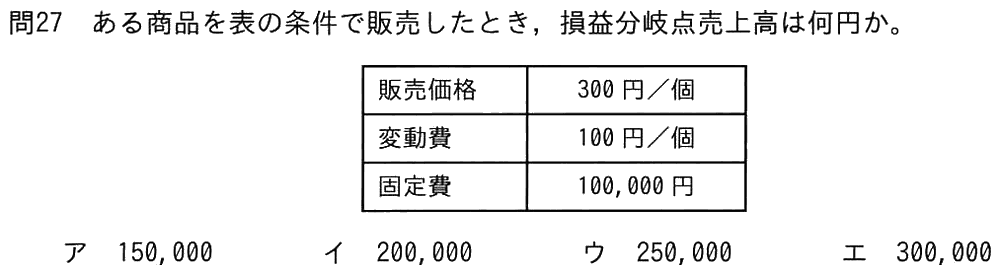 問27　ある商品を表の条件で販売したとき，損益分岐点売上高は何円か。
販売価格　300 円／個
変動費　100 円／個
固定費　100,000 円
ア　150,000　イ　200,000　ウ　250,000　エ　300,000